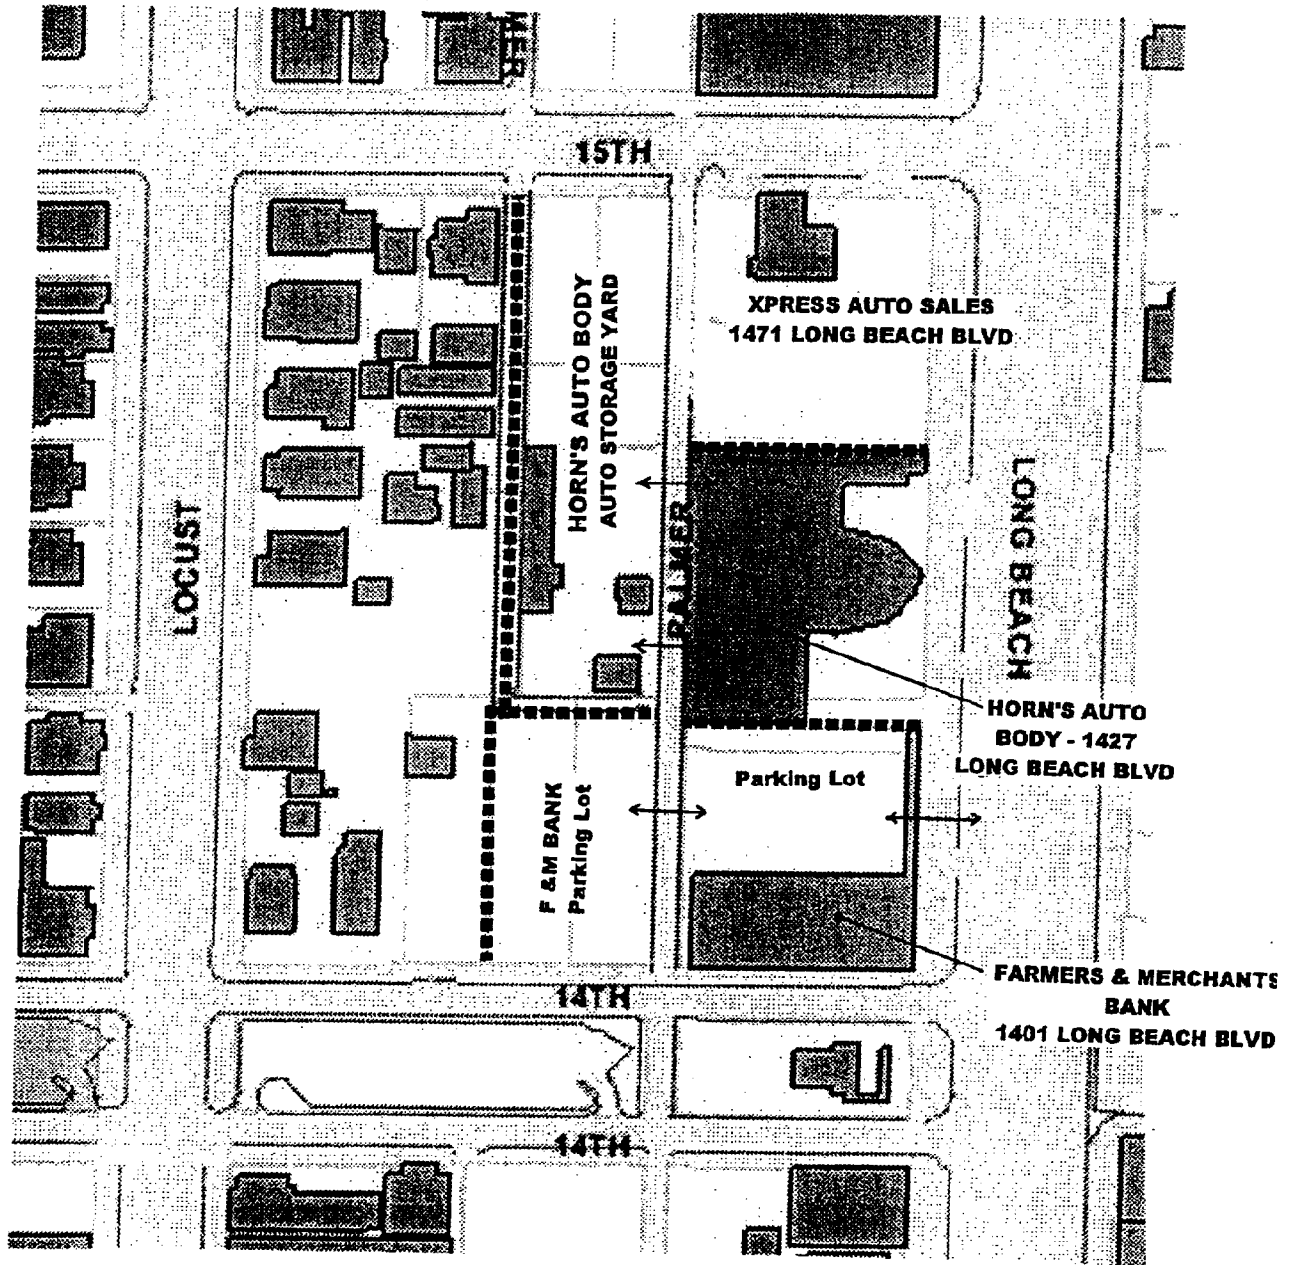 MER
15TH
XPRESS AUTO SALES
1471 LONG BEACH BLVD
HORN'S AUTO BODY
AUTO STORAGE YARD
LOCUST
PALMER
LONG BEACH
HORN'S AUTO
BODY - 1427
LONG BEACH BLVD
Parking Lot
F & M BANK
Parking Lot
FARMERS & MERCHANTS
BANK
1401 LONG BEACH BLVD
14TH
14TH